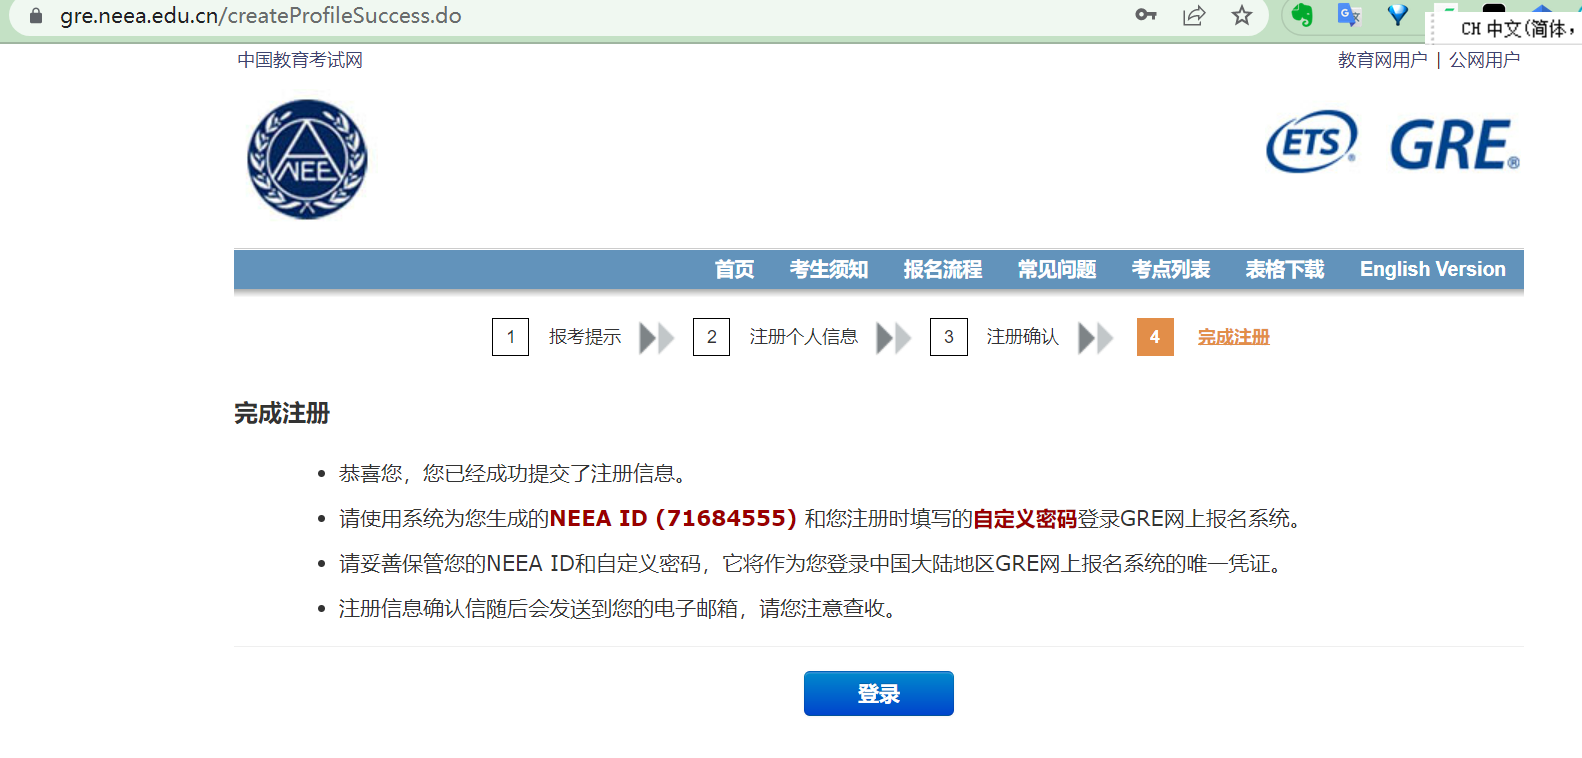 gre.neea.edu.cn/createProfileSuccess.do
CH 中文(简体，
中国教育考试网
教育网用户 | 公网用户
NEE
ETS® GRE®
首页 考生须知 报名流程 常见问题 考点列表 表格下载 English Version
1 报考提示 2 注册个人信息 3 注册确认 4 完成注册
完成注册
• 恭喜您，您已经成功提交了注册信息。
• 请使用系统为您生成的NEEA ID (71684555) 和您注册时填写的自定义密码登录GRE网上报名系统。
• 请妥善保管您的NEEA ID和自定义密码，它将作为您登录中国大陆地区GRE网上报名系统的唯一凭证。
• 注册信息确认信随后会发送到您的电子邮箱，请您注意查收。
登录